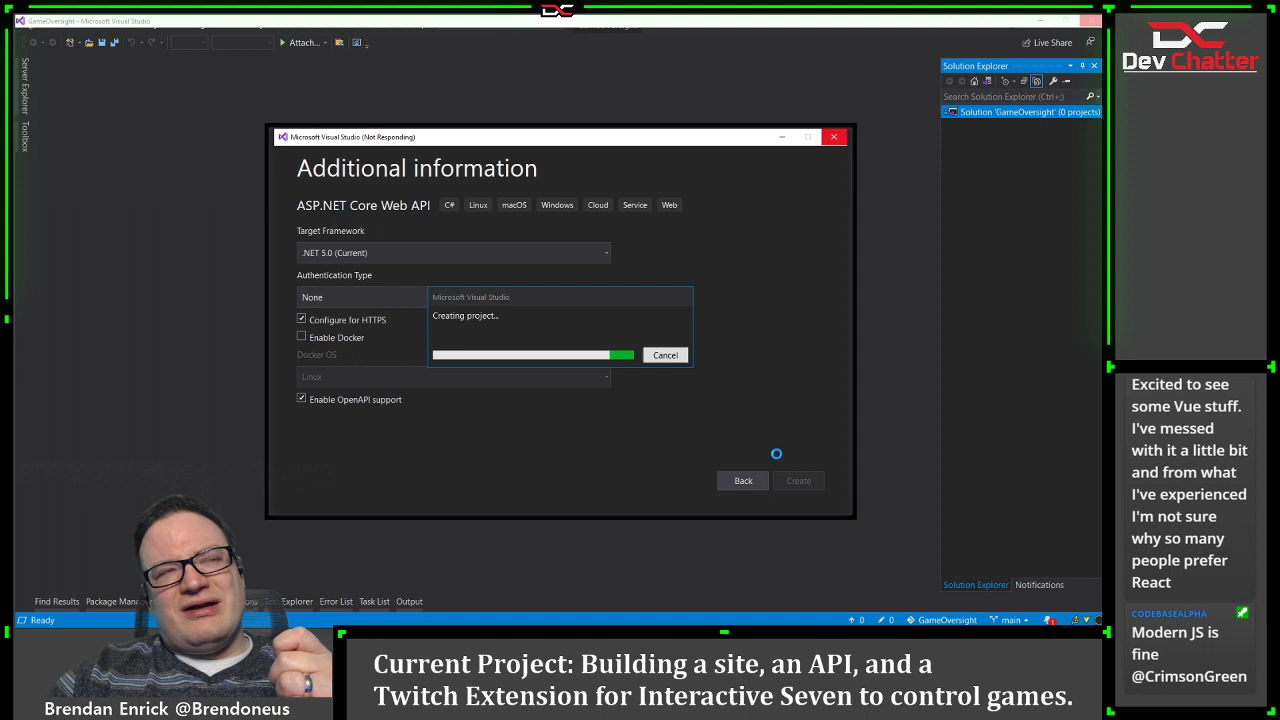 GameOversight - Microsoft Visual Studio
DC
Attach...
Live Share
Server Explorer
Toolbox
Solution Explorer
Search Solution Explorer (Ctrl+;)
Solution 'GameOversight' (0 projects)
Microsoft Visual Studio (Not Responding)
Additional information
ASP.NET Core Web API C# Linux macOS Windows Cloud Service Web
Target Framework
.NET 5.0 (Current)
Authentication Type
None
Microsoft Visual Studio
Creating project...
Cancel
Configure for HTTPS
Enable Docker
Docker OS
Linux
Enable OpenAPI support
Back Create
Solution Explorer Notifications
Find Results Explorer Error List Task List Output
Ready
0 0 GameOversight main 1
DC
Dev Chatter
Excited to see
some Vue stuff.
I've messed
with it a little bit
and from what
I've experienced
I'm not sure
why so many
people prefer
React
CODEBASEALPHA
Modern JS is
fine
@CrimsonGreen
Current Project: Building a site, an API, and a
Twitch Extension for Interactive Seven to control games.
Brendan Enrick @Brendoneus